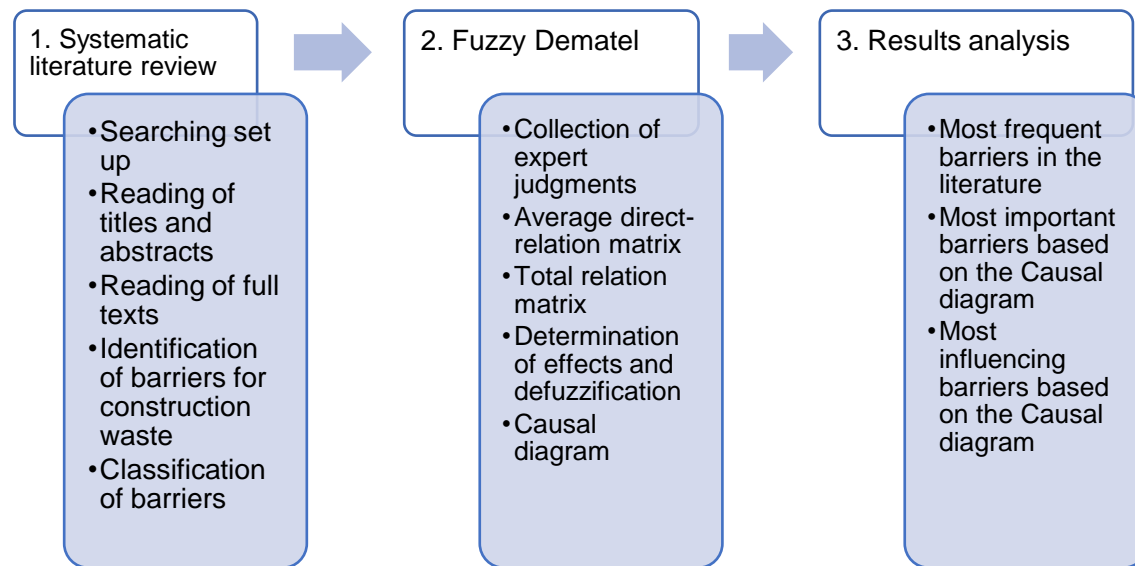 1. Systematic
literature review
•Searching set
up
•Reading of
titles and
abstracts
•Reading of full
texts
•Identification
of barriers for
construction
waste
•Classification
of barriers
2. Fuzzy Dematel
•Collection of
expert
judgments
•Average direct-
relation matrix
•Total relation
matrix
•Determination
of effects and
defuzzification
•Causal
diagram
3. Results analysis
•Most frequent
barriers in the
literature
•Most important
barriers based
on the Causal
diagram
•Most
influencing
barriers based
on the Causal
diagram